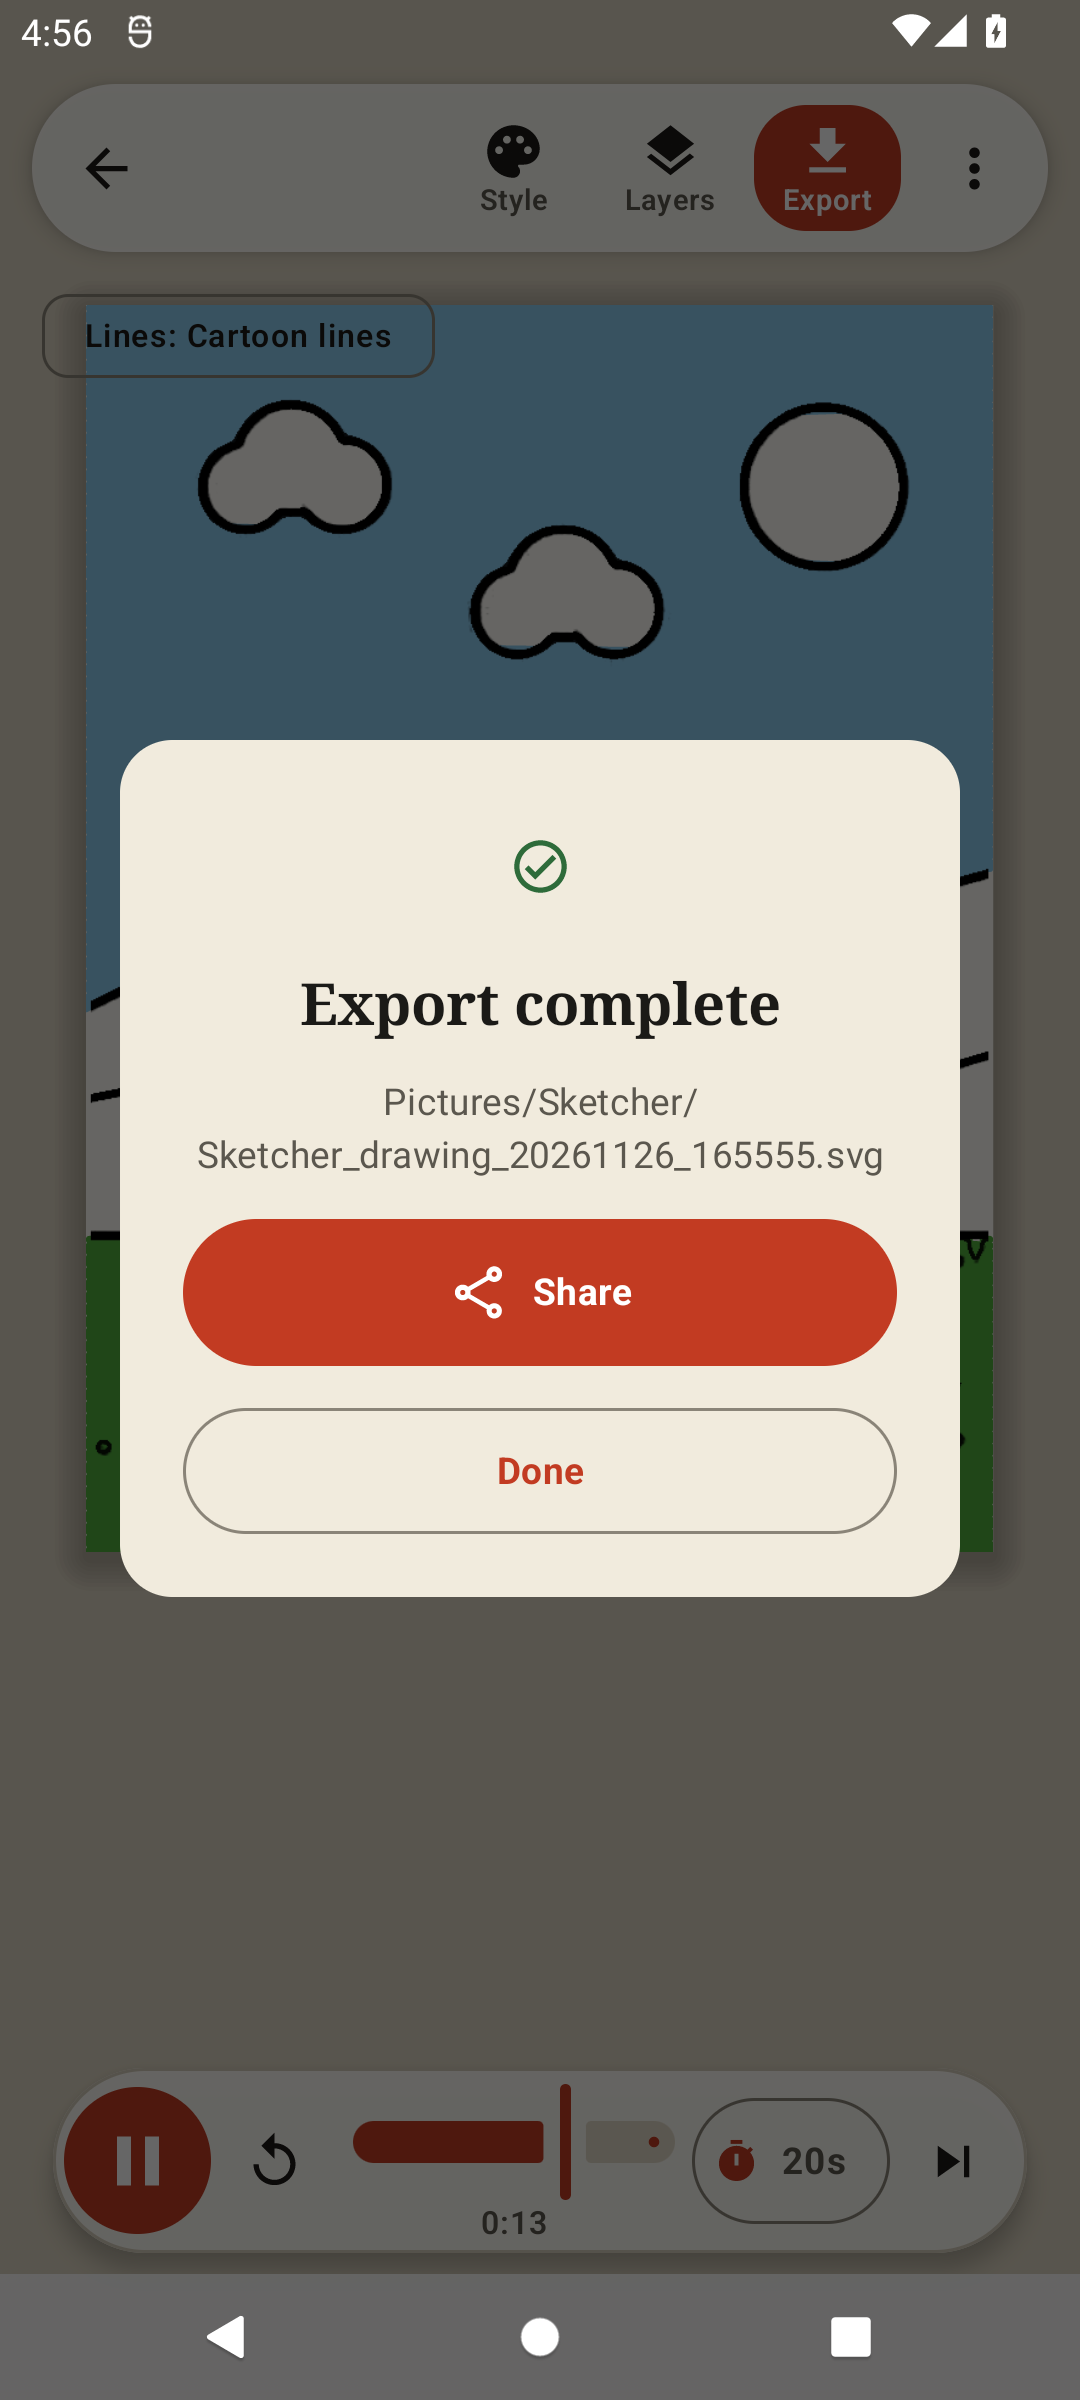 4:56
Style
Layers
Export
Lines: Cartoon lines
Export complete
Pictures/Sketcher/
Sketcher_drawing_20261126_165555.svg
Share
Done
20s
0:13